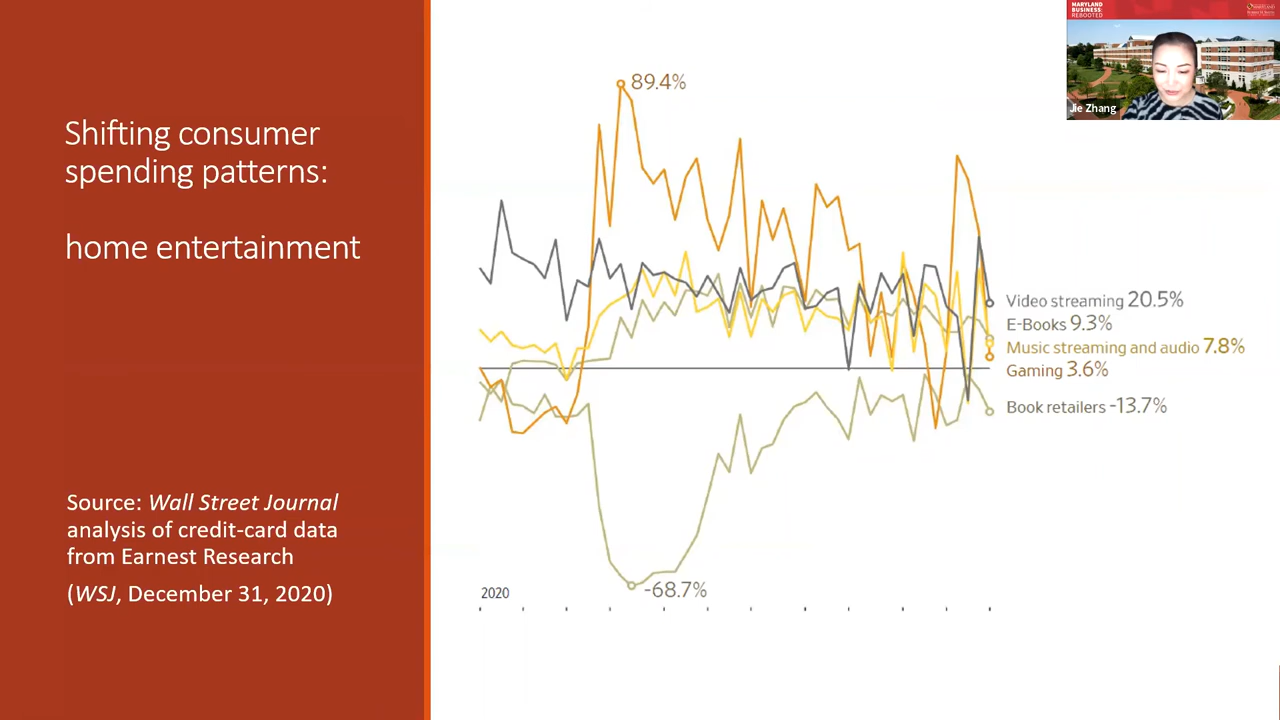 Shifting consumer
spending patterns:
home entertainment
Source: Wall Street Journal
analysis of credit-card data
from Earnest Research
(WSJ, December 31, 2020)
89.4%
Video streaming 20.5%
E-Books 9.3%
Music streaming and audio 7.8%
Gaming 3.6%
Book retailers -13.7%
-68.7%
2020
MARYLAND
BUSINESS:
REBOOTED
Jie Zhang